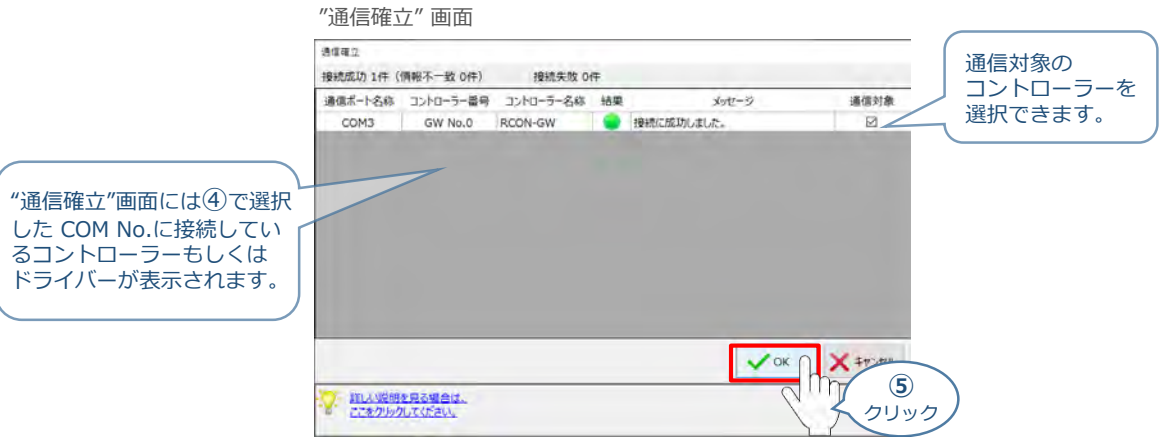 ”通信確立” 画面
通信確立
接続成功 1件 (情報不一致 0件) 接続失敗 0件
通信ポート名称 コントローラー番号 コントローラー名称 結果 メッセージ 通信対象
COM3 GW No.0 RCON-GW 接続に成功しました。
通信対象の
コントローラーを
選択できます。
“通信確立”画面には④で選択
した COM No.に接続してい
るコントローラーもしくは
ドライバーが表示されます。
OK キャンセル
⑤
クリック
詳しい説明を見る場合は、
ここをクリックしてください。